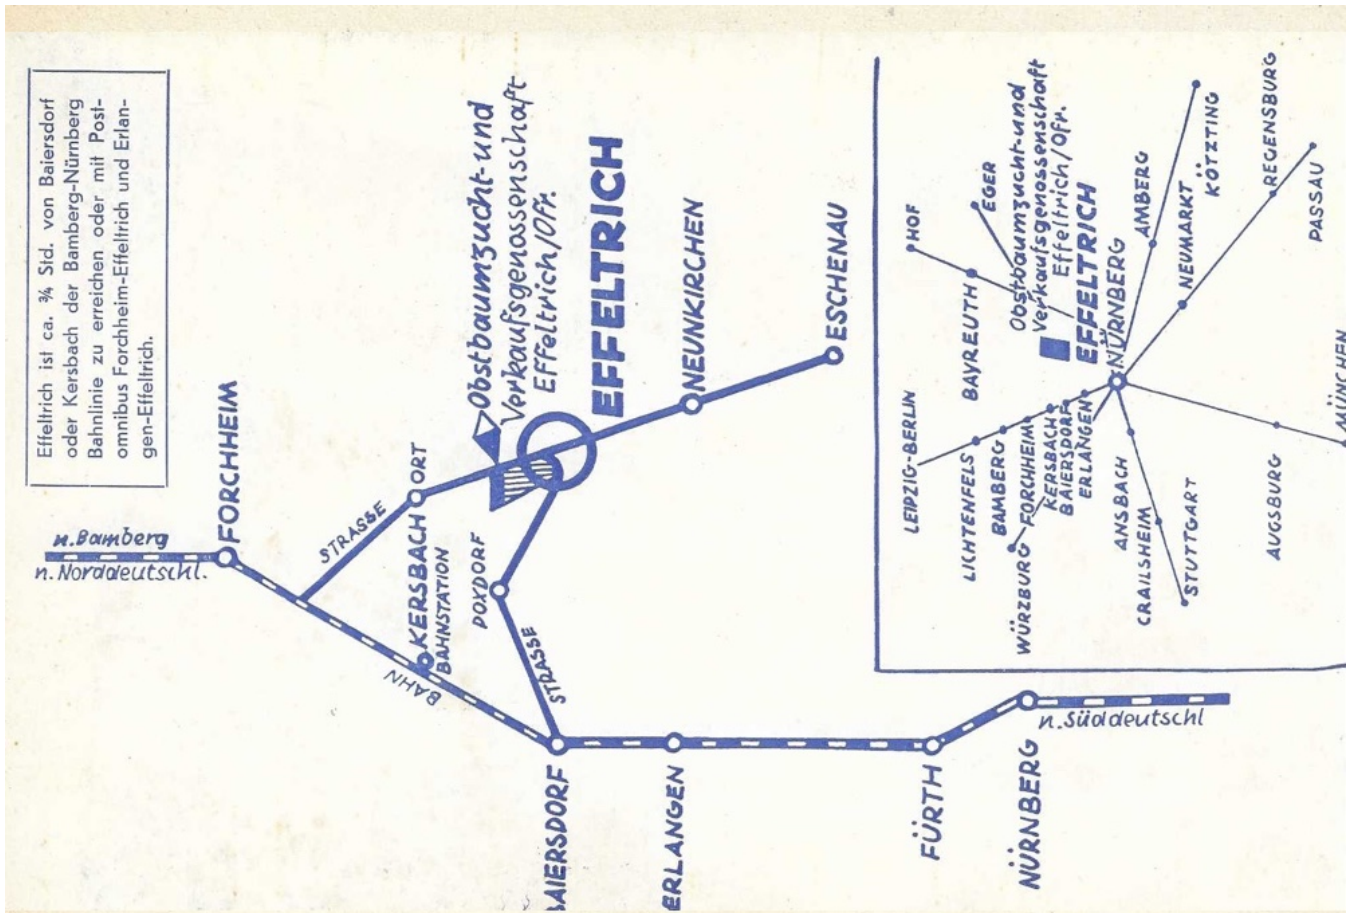 Effeltrich ist ca. ¾ Std. von Baiersdorf
oder Kersbach der Bamberg-Nürnberg
Bahnlinie zu erreichen oder mit Post-
omnibus Forchheim-Effeltrich und Erlan-
gen-Effeltrich.
n. Bamberg
n. Norddeutschl.
FORCHHEIM
STRASSE
ORT
KERSBACH
BAHNSTATION
BAHN
POXDORF
STRASSE
Obstbaumzucht- und
Verkaufsgenossenschaft
Effeltrich/Ofr.
EFFELTRICH
NEUNKIRCHEN
ESCHENAU
BAIERSDORF
ERLANGEN
FÜRTH
NÜRNBERG
n. Süddeutschl
HOF
EGER
BAYREUTH
Obstbaumzucht- und
Verkaufsgenossenschaft
Effeltrich/Ofr.
EFFELTRICH
NÜRNBERG
AMBERG
KÖTZTING
NEUMARKT
REGENSBURG
PASSAU
LEIPZIG-BERLIN
LICHTENFELS
BAMBERG
FORCHHEIM
KERSBACH
BAIERSDORF
ERLANGEN
WÜRZBURG
ANSBACH
CRAILSHEIM
STUTTGART
AUGSBURG
MÜNCHEN